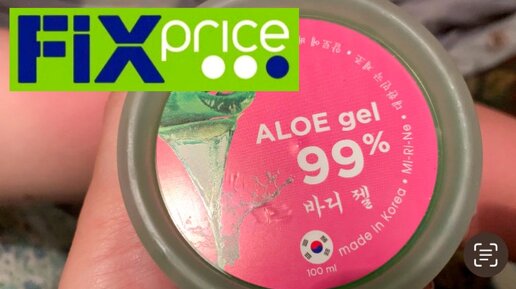 FiX price
ALOE gel
99%
바디 젤
made in Korea • Mi-Ri-Ne •
100 ml